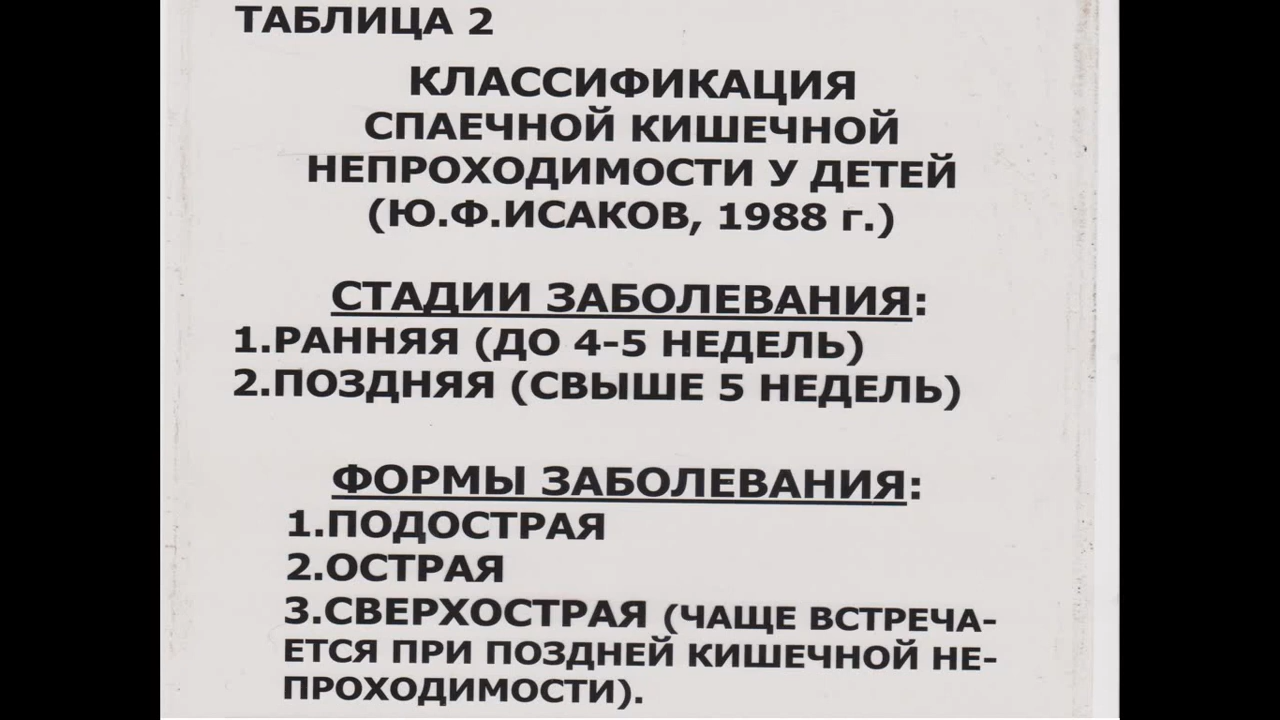 ТАБЛИЦА 2
КЛАССИФИКАЦИЯ
СПАЕЧНОЙ КИШЕЧНОЙ
НЕПРОХОДИМОСТИ У ДЕТЕЙ
(Ю.Ф.ИСАКОВ, 1988 г.)
СТАДИИ ЗАБОЛЕВАНИЯ:
1.РАННЯЯ (ДО 4-5 НЕДЕЛЬ)
2.ПОЗДНЯЯ (СВЫШЕ 5 НЕДЕЛЬ)
ФОРМЫ ЗАБОЛЕВАНИЯ:
1.ПОДОСТРАЯ
2.ОСТРАЯ
3.СВЕРХОСТРАЯ (ЧАЩЕ ВСТРЕЧА-
ЕТСЯ ПРИ ПОЗДНЕЙ КИШЕЧНОЙ НЕ-
ПРОХОДИМОСТИ).